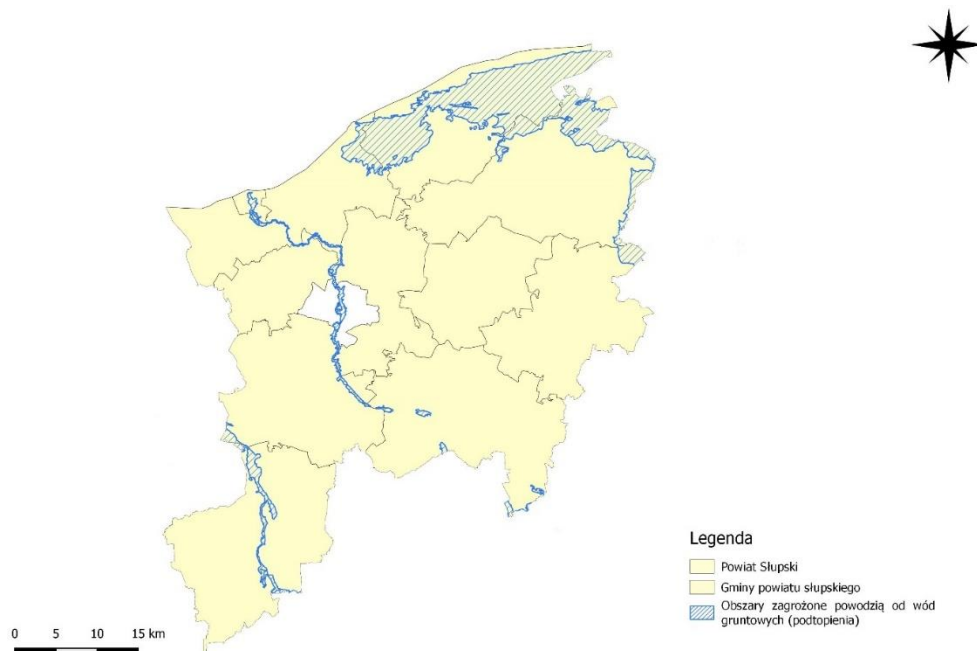 Legenda
Powiat Słupski
Gminy powiatu słupskiego
Obszary zagrożone powodzią od wód
gruntowych (podtopienia)
0 5 10 15 km